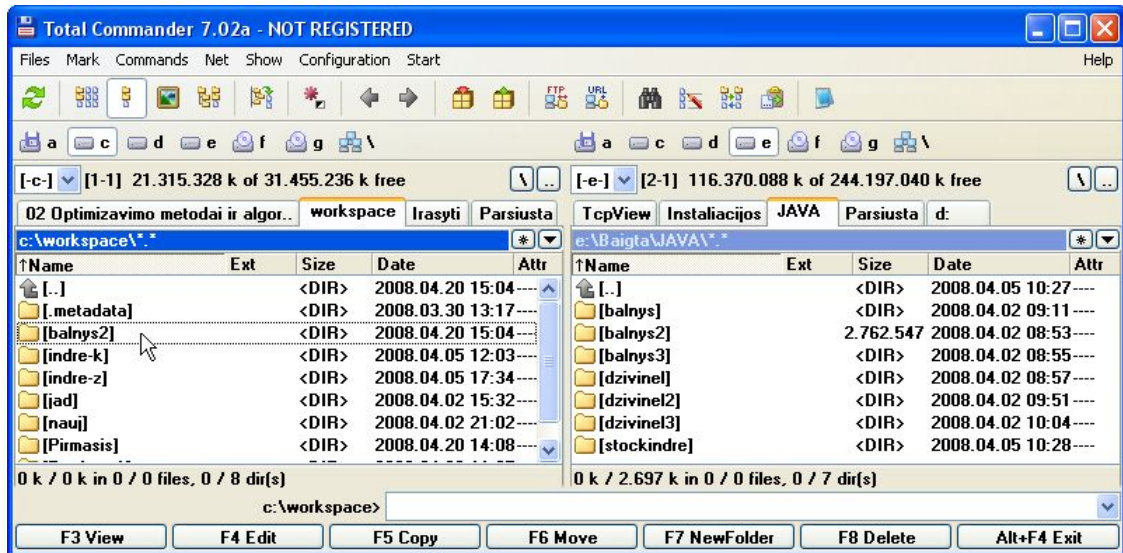 Total Commander 7.02a - NOT REGISTERED
Files Mark Commands Net Show Configuration Start Help
FTP URL
a c d e f g \ a c d e f g \
[-c-] [1-1] 21.315.328 k of 31.455.236 k free \ .. [-e-] [2-1] 116.370.088 k of 244.197.040 k free \ ..
02 Optimizavimo metodai ir algor.. workspace Irasyti Parsiusta TcpView Instaliacijos JAVA Parsiusta d:
c:\workspace\*.* * e:\Baigta\JAVA\*.* *
↑Name Ext Size Date Attr ↑Name Ext Size Date Attr
[..] <DIR> 2008.04.20 15:04---- [..] <DIR> 2008.04.05 10:27----
[.metadata] <DIR> 2008.03.30 13:17---- [balnys] <DIR> 2008.04.02 09:11----
[balnys2] <DIR> 2008.04.20 15:04---- [balnys2] 2.762.547 2008.04.02 08:53----
[indre-k] <DIR> 2008.04.05 12:03---- [balnys3] <DIR> 2008.04.02 08:55----
[indre-z] <DIR> 2008.04.05 17:34---- [dzivinel] <DIR> 2008.04.02 08:57----
[jad] <DIR> 2008.04.02 15:32---- [dzivinel2] <DIR> 2008.04.02 09:51----
[nauj] <DIR> 2008.04.02 21:02---- [dzivinel3] <DIR> 2008.04.02 10:04----
[Pirmasis] <DIR> 2008.04.20 14:08---- [stockindre] <DIR> 2008.04.05 10:28----
0 k / 0 k in 0 / 0 files, 0 / 8 dir(s) 0 k / 2.697 k in 0 / 0 files, 0 / 7 dir(s)
c:\workspace>
F3 View F4 Edit F5 Copy F6 Move F7 NewFolder F8 Delete Alt+F4 Exit